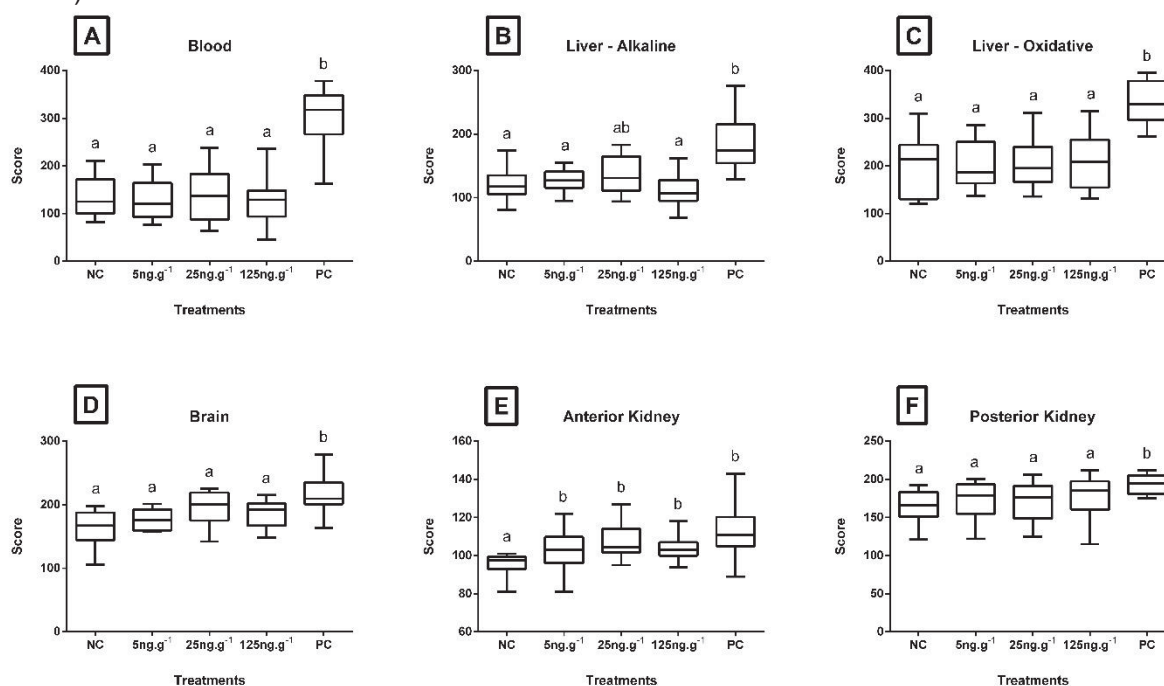 A
Blood
400
300
200
100
0
Score
a
a
a
a
b
NC
5ng.g⁻¹
25ng.g⁻¹
125ng.g⁻¹
PC
Treatments
B
Liver - Alkaline
300
200
100
0
Score
a
a
ab
a
b
NC
5ng.g⁻¹
25ng.g⁻¹
125ng.g⁻¹
PC
Treatments
C
Liver - Oxidative
400
300
200
100
0
Score
a
a
a
a
b
NC
5ng.g⁻¹
25ng.g⁻¹
125ng.g⁻¹
PC
Treatments
D
Brain
300
200
100
0
Score
a
a
a
a
b
NC
5ng.g⁻¹
25ng.g⁻¹
125ng.g⁻¹
PC
Treatments
E
Anterior Kidney
160
140
120
100
80
60
Score
a
b
b
b
b
NC
5ng.g⁻¹
25ng.g⁻¹
125ng.g⁻¹
PC
Treatments
F
Posterior Kidney
250
200
150
100
50
0
Score
a
a
a
a
b
NC
5ng.g⁻¹
25ng.g⁻¹
125ng.g⁻¹
PC
Treatments